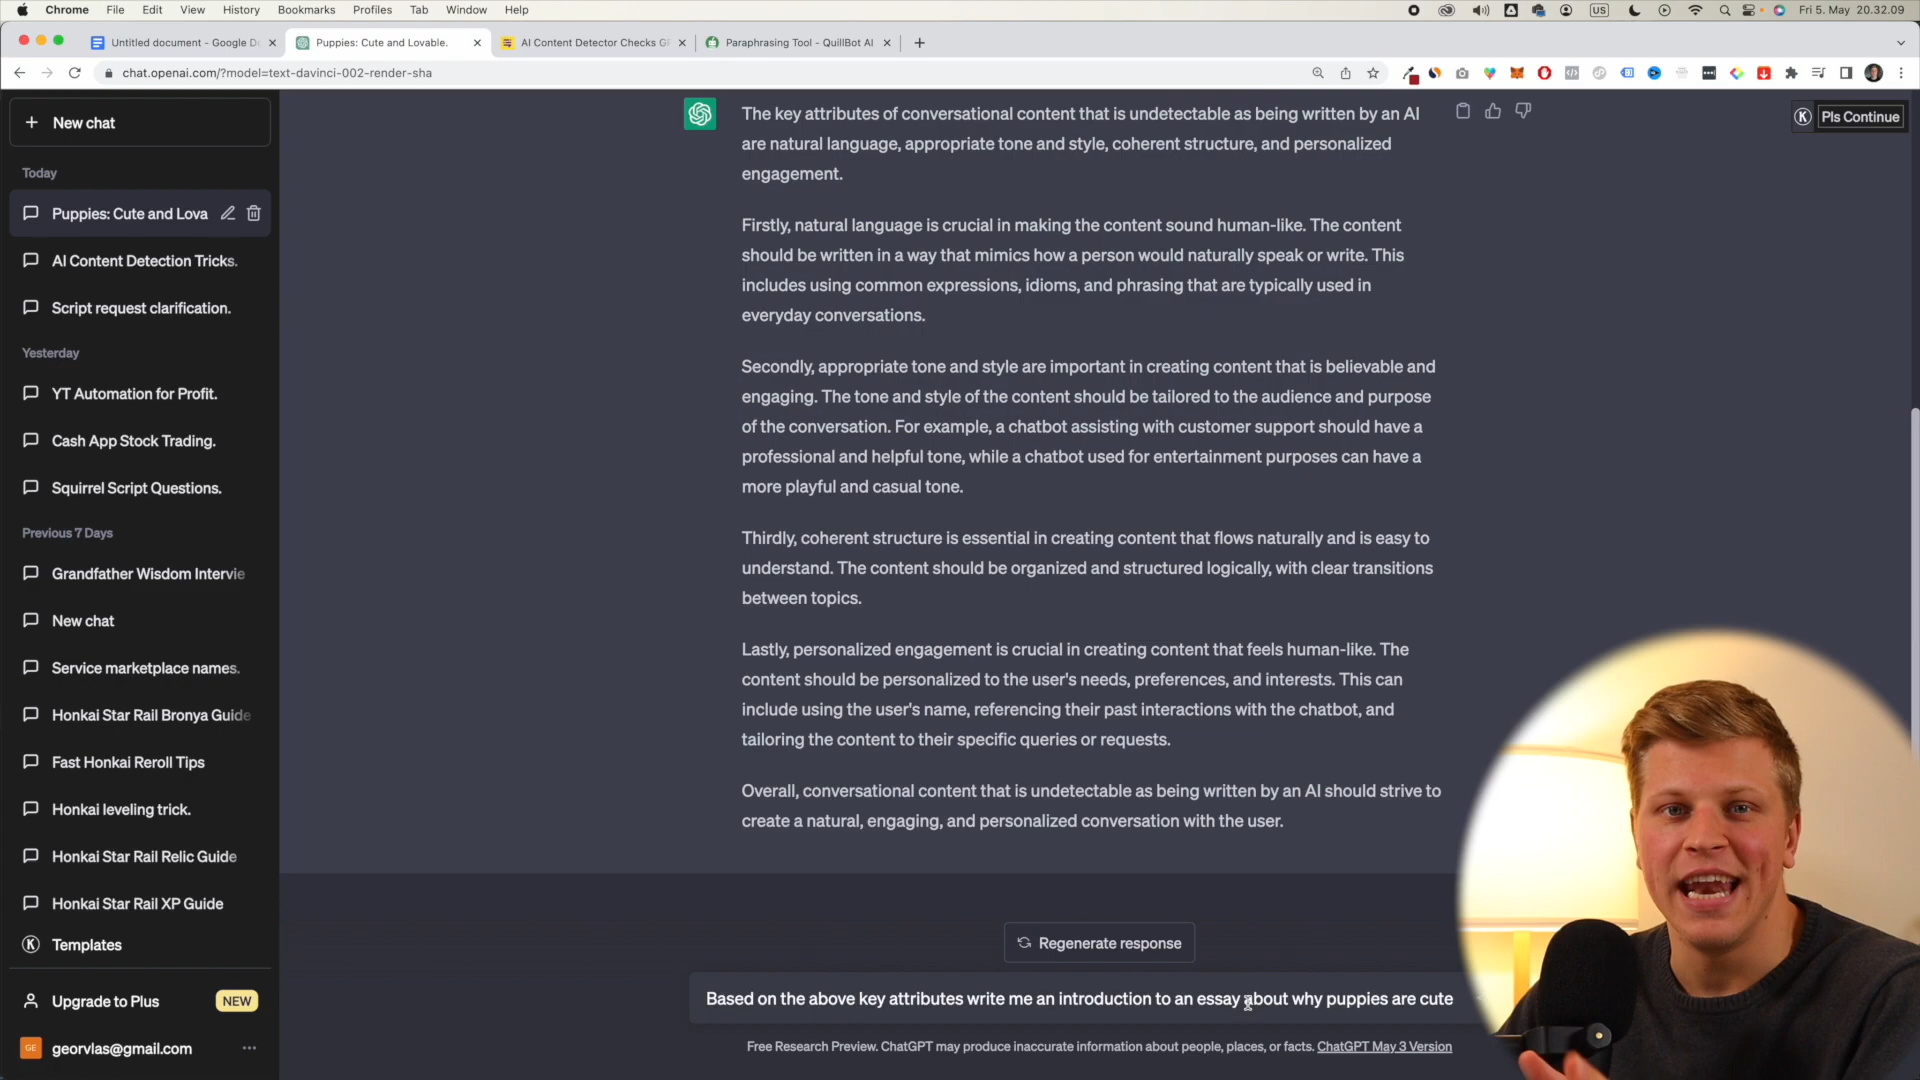 Chrome File Edit View History Bookmarks Profiles Tab Window Help
US
Fri 5. May 20.32.09
Untitled document - Google Do
Puppies: Cute and Lovable.
AI Content Detector Checks GP
Paraphrasing Tool - QuillBot AI
chat.openai.com/?model=text-davinci-002-render-sha
New chat
Today
Puppies: Cute and Lova
AI Content Detection Tricks.
Script request clarification.
Yesterday
YT Automation for Profit.
Cash App Stock Trading.
Squirrel Script Questions.
Previous 7 Days
Grandfather Wisdom Intervie
New chat
Service marketplace names.
Honkai Star Rail Bronya Guide
Fast Honkai Reroll Tips
Honkai leveling trick.
Honkai Star Rail Relic Guide
Honkai Star Rail XP Guide
K Templates
Upgrade to Plus NEW
GE georvlas@gmail.com
K Pls Continue
The key attributes of conversational content that is undetectable as being written by an AI
are natural language, appropriate tone and style, coherent structure, and personalized
engagement.
Firstly, natural language is crucial in making the content sound human-like. The content
should be written in a way that mimics how a person would naturally speak or write. This
includes using common expressions, idioms, and phrasing that are typically used in
everyday conversations.
Secondly, appropriate tone and style are important in creating content that is believable and
engaging. The tone and style of the content should be tailored to the audience and purpose
of the conversation. For example, a chatbot assisting with customer support should have a
professional and helpful tone, while a chatbot used for entertainment purposes can have a
more playful and casual tone.
Thirdly, coherent structure is essential in creating content that flows naturally and is easy to
understand. The content should be organized and structured logically, with clear transitions
between topics.
Lastly, personalized engagement is crucial in creating content that feels human-like. The
content should be personalized to the user's needs, preferences, and interests. This can
include using the user's name, referencing their past interactions with the chatbot, and
tailoring the content to their specific queries or requests.
Overall, conversational content that is undetectable as being written by an AI should strive to
create a natural, engaging, and personalized conversation with the user.
Regenerate response
Based on the above key attributes write me an introduction to an essay about why puppies are cute
Free Research Preview. ChatGPT may produce inaccurate information about people, places, or facts. ChatGPT May 3 Version